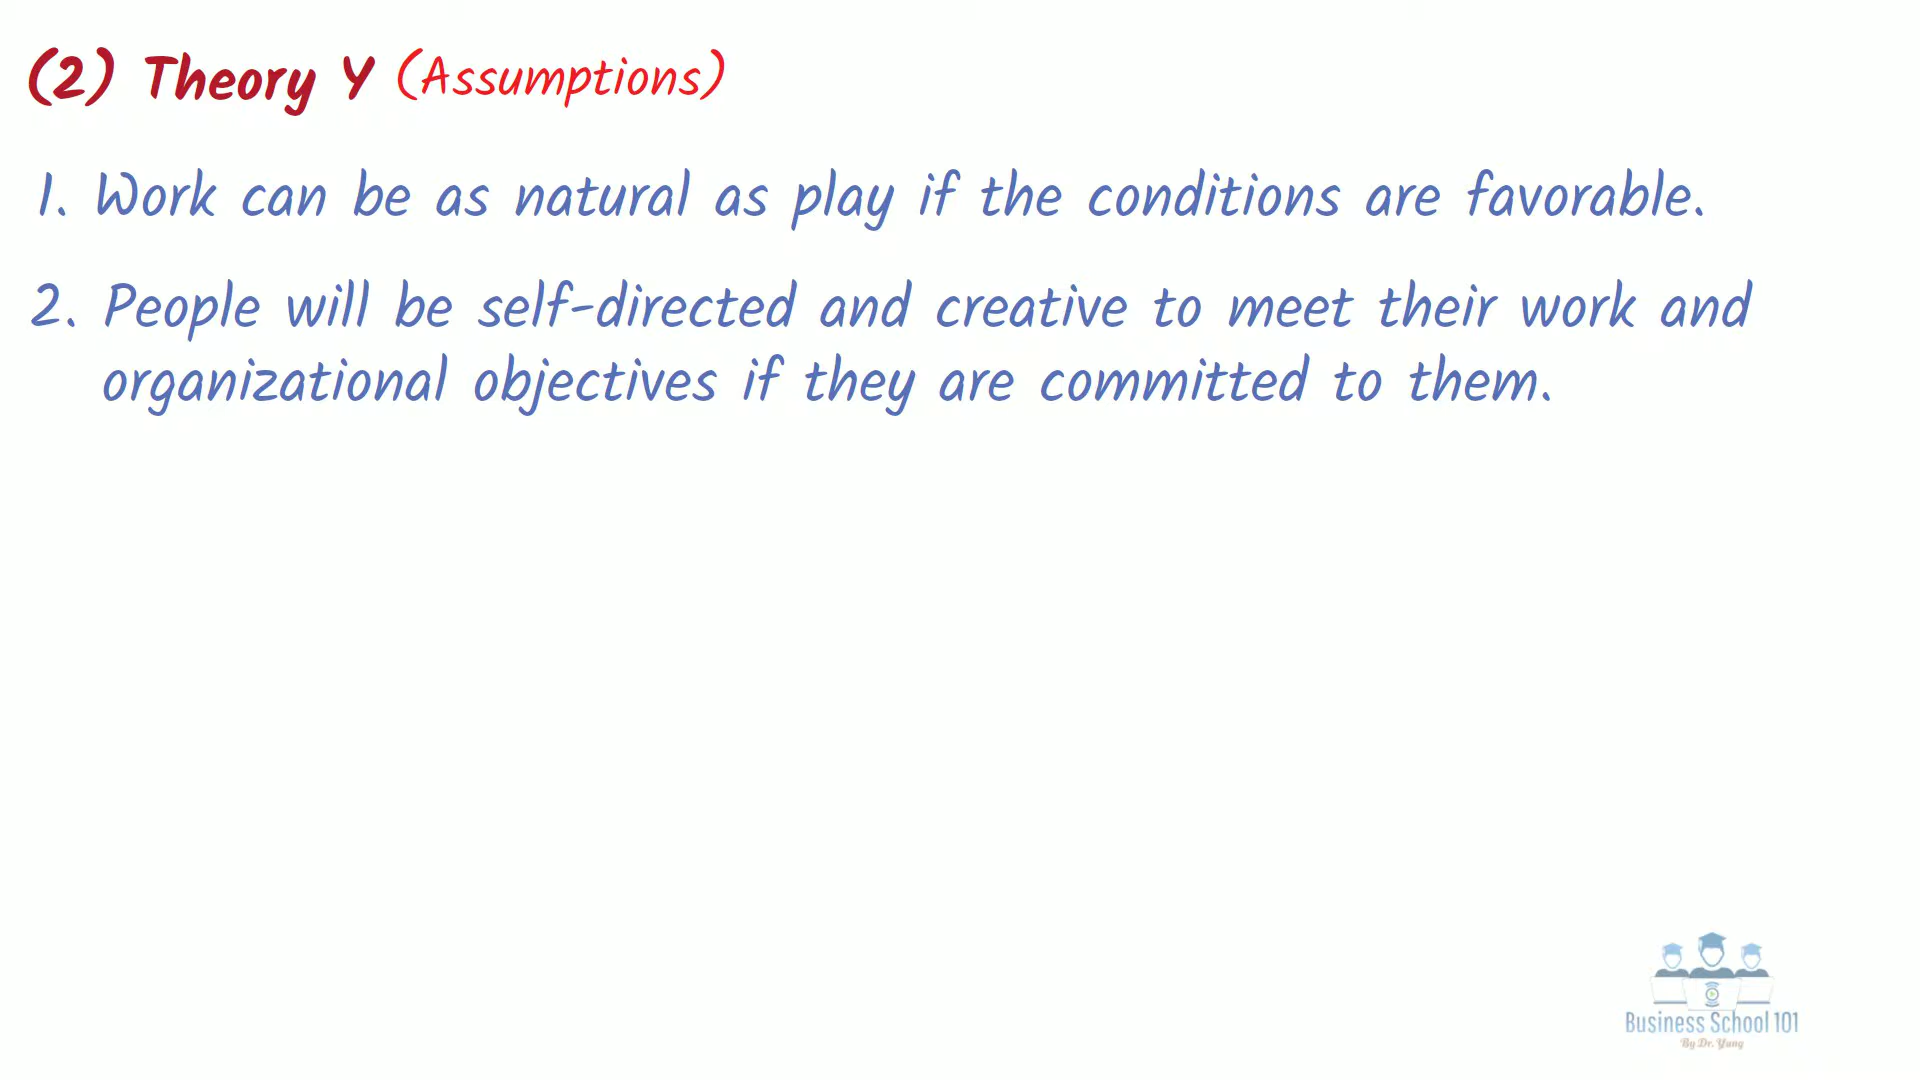 (2) Theory Y (Assumptions)
1. Work can be as natural as play if the conditions are favorable.
2. People will be self-directed and creative to meet their work and
organizational objectives if they are committed to them.
Business School 101
By Dr. Yang